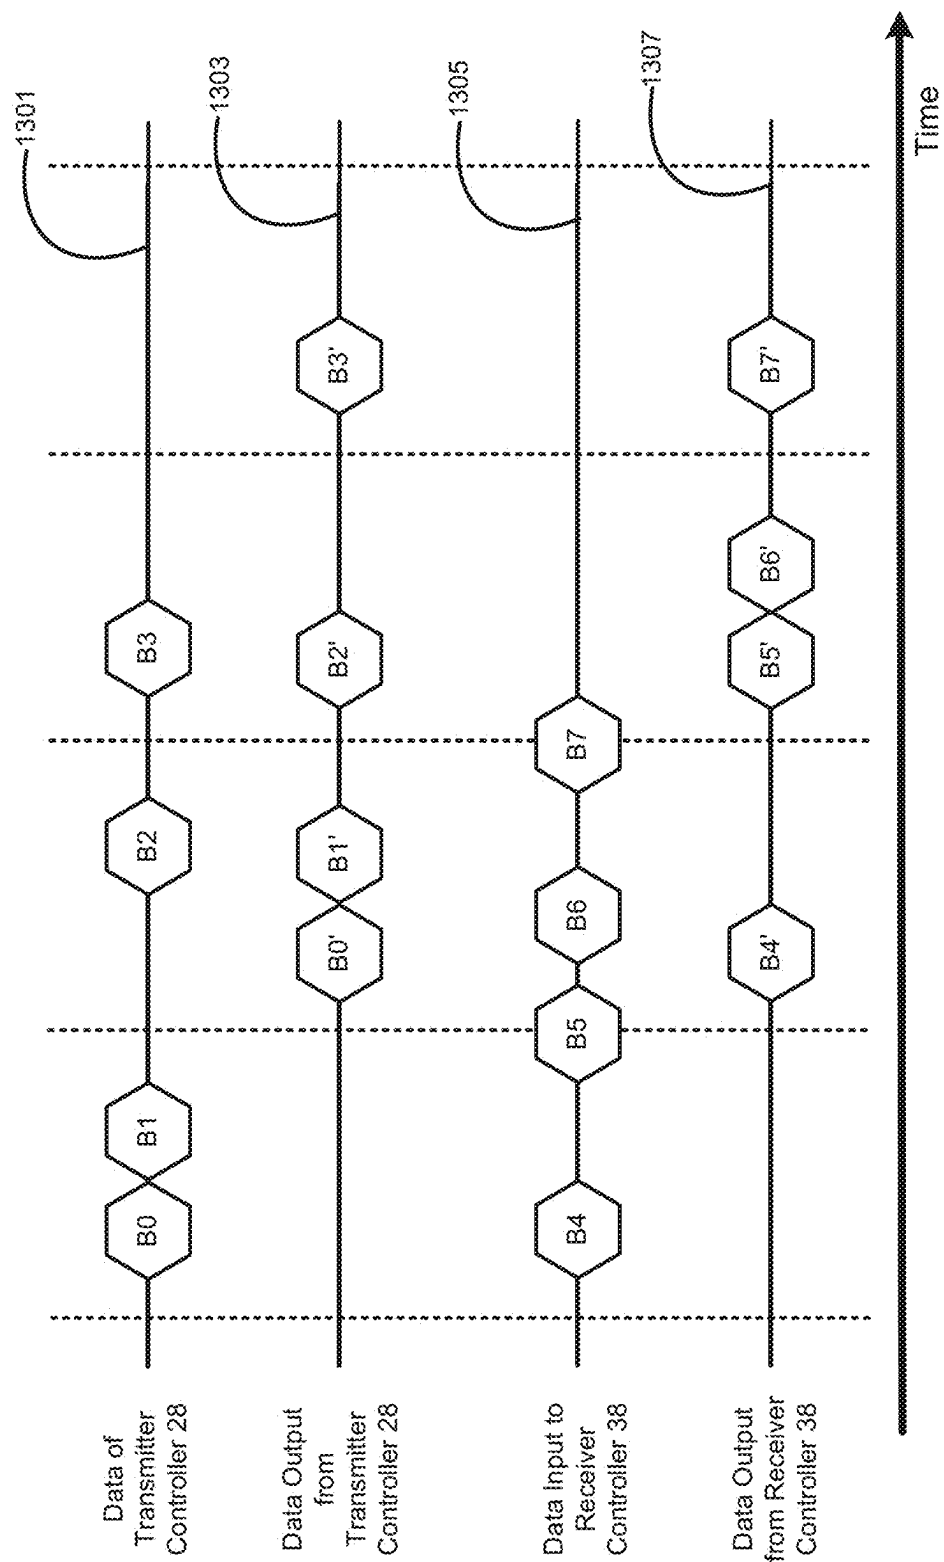 Data of
Transmitter
Controller 28
B0
B1
B2
B3
1301
Data Output
from
Transmitter
Controller 28
B0'
B1'
B2'
B3'
1303
Data Input to
Receiver
Controller 38
B4
B5
B6
B7
1305
Data Output
from Receiver
Controller 38
B4'
B5'
B6'
B7'
1307
Time